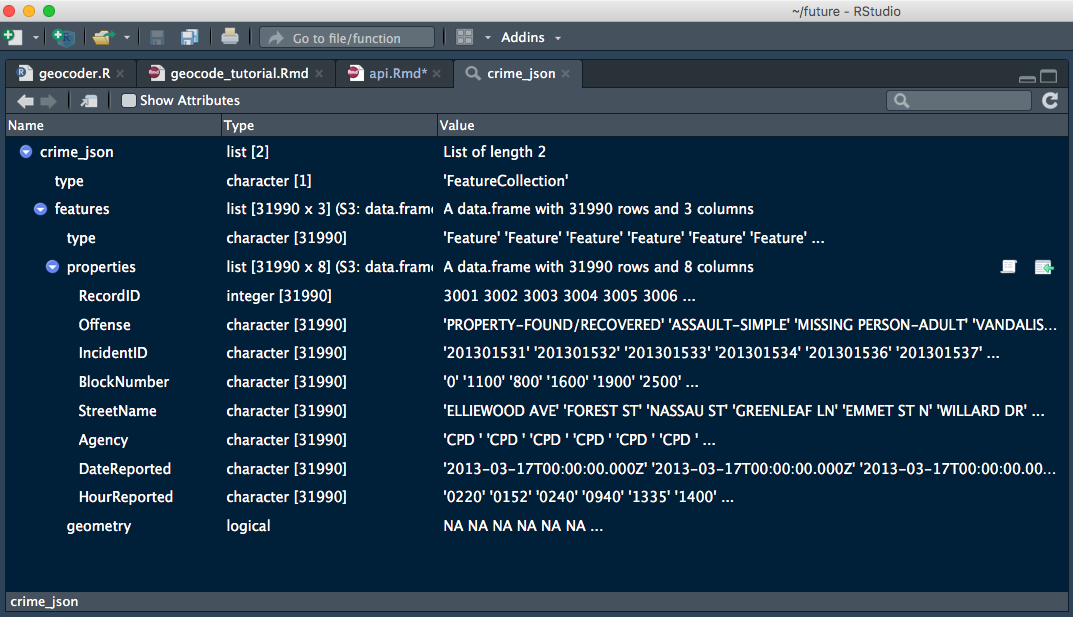 ~/future - RStudio
Go to file/function Addins
geocoder.R geocode_tutorial.Rmd api.Rmd* crime_json
Show Attributes
Name Type Value
crime_json list [2] List of length 2
type character [1] 'FeatureCollection'
features list [31990 x 3] (S3: data.frame A data.frame with 31990 rows and 3 columns
type character [31990] 'Feature' 'Feature' 'Feature' 'Feature' 'Feature' 'Feature' ...
properties list [31990 x 8] (S3: data.frame A data.frame with 31990 rows and 8 columns
RecordID integer [31990] 3001 3002 3003 3004 3005 3006 ...
Offense character [31990] 'PROPERTY-FOUND/RECOVERED' 'ASSAULT-SIMPLE' 'MISSING PERSON-ADULT' 'VANDALIS...
IncidentID character [31990] '201301531' '201301532' '201301533' '201301534' '201301536' '201301537' ...
BlockNumber character [31990] '0' '1100' '800' '1600' '1900' '2500' ...
StreetName character [31990] 'ELLIEWOOD AVE' 'FOREST ST' 'NASSAU ST' 'GREENLEAF LN' 'EMMET ST N' 'WILLARD DR' ...
Agency character [31990] 'CPD ' 'CPD ' 'CPD ' 'CPD ' 'CPD ' 'CPD ' ...
DateReported character [31990] '2013-03-17T00:00:00.000Z' '2013-03-17T00:00:00.000Z' '2013-03-17T00:00:00.00...
HourReported character [31990] '0220' '0152' '0240' '0940' '1335' '1400' ...
geometry logical NA NA NA NA NA NA ...
crime_json